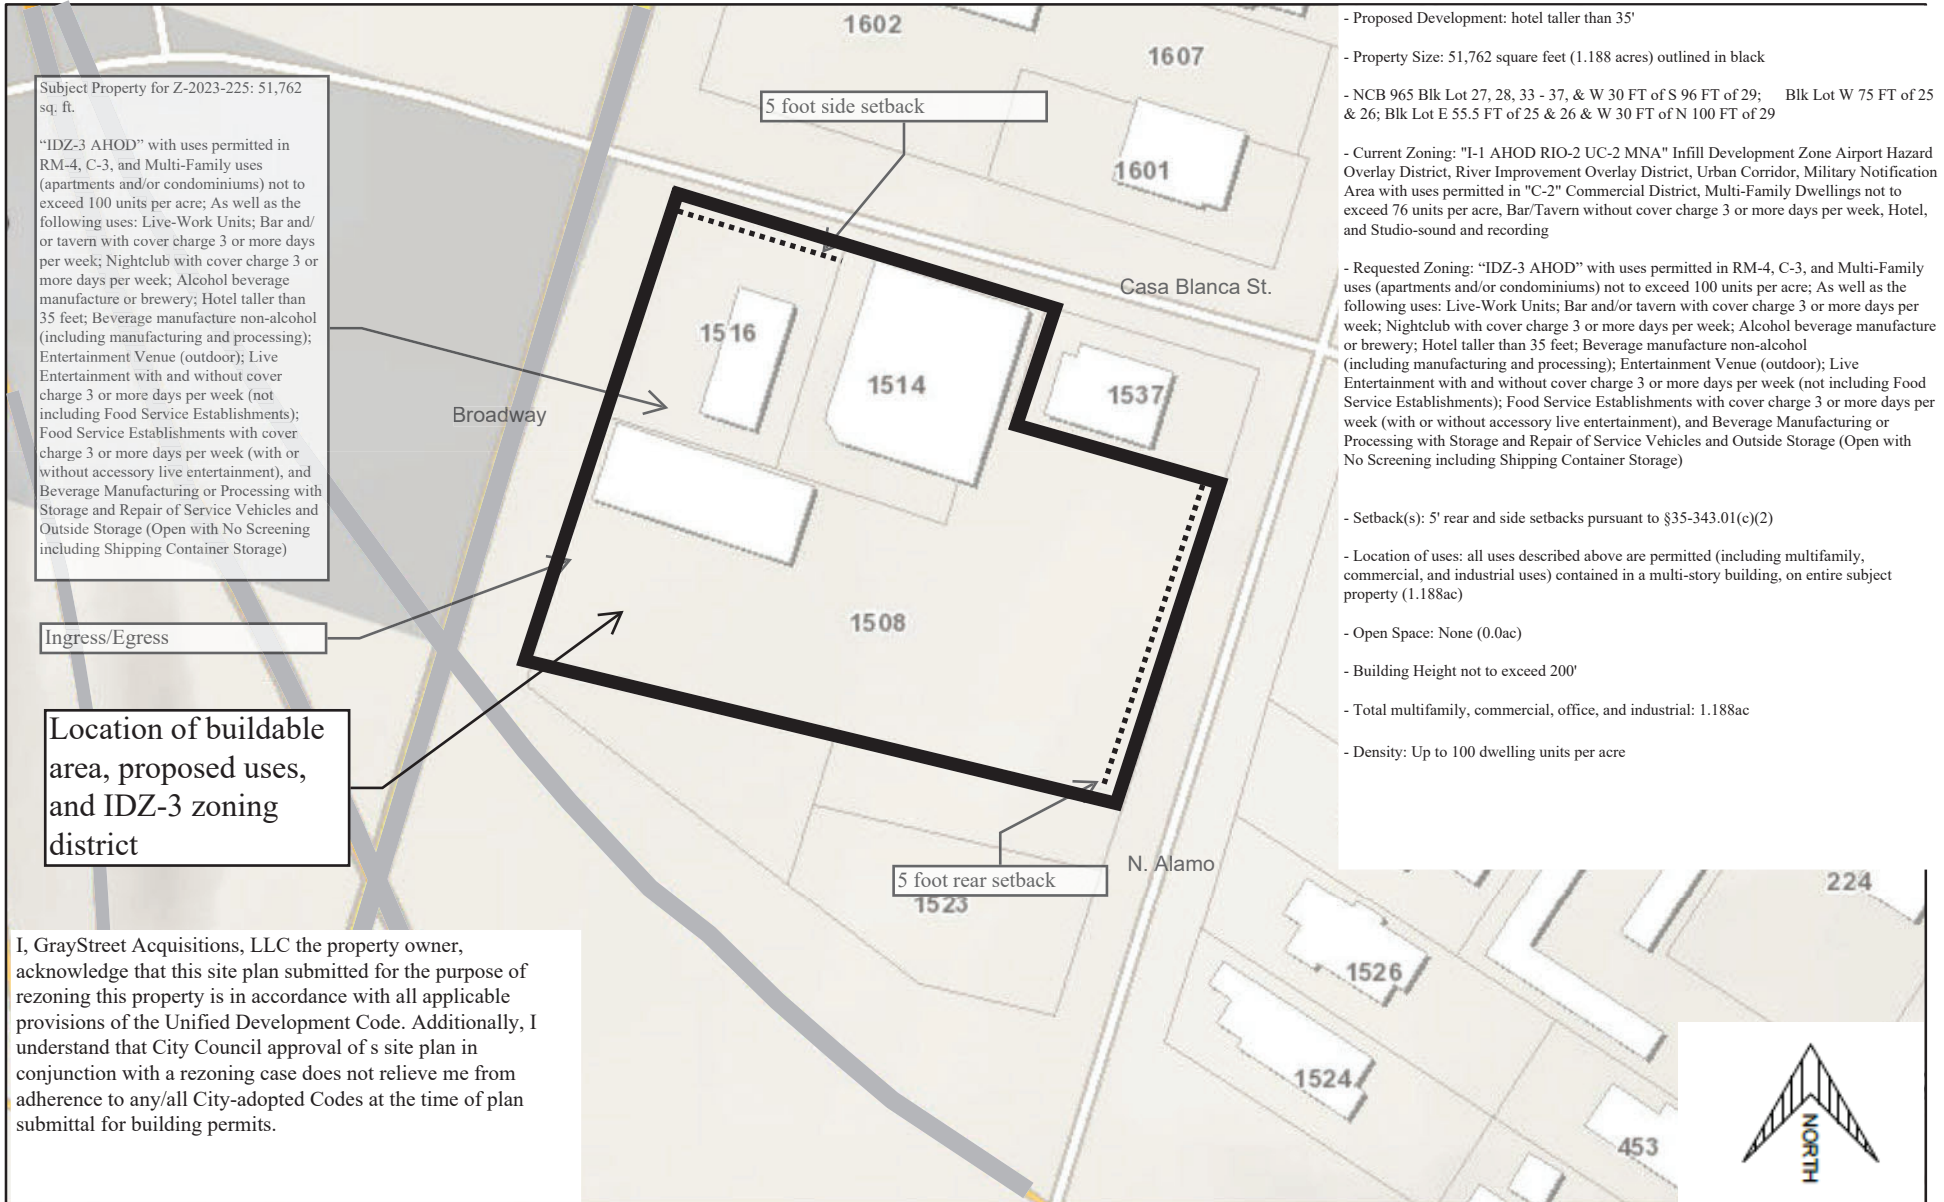 1602
1607
5 foot side setback
1601
Subject Property for Z-2023-225: 51,762
sq. ft.
“IDZ-3 AHOD” with uses permitted in
RM-4, C-3, and Multi-Family uses
(apartments and/or condominiums) not to
exceed 100 units per acre; As well as the
following uses: Live-Work Units; Bar and/
or tavern with cover charge 3 or more days
per week; Nightclub with cover charge 3 or
more days per week; Alcohol beverage
manufacture or brewery; Hotel taller than
35 feet; Beverage manufacture non-alcohol
(including manufacturing and processing);
Entertainment Venue (outdoor); Live
Entertainment with and without cover
charge 3 or more days per week (not
including Food Service Establishments);
Food Service Establishments with cover
charge 3 or more days per week (with or
without accessory live entertainment), and
Beverage Manufacturing or Processing with
Storage and Repair of Service Vehicles and
Outside Storage (Open with No Screening
including Shipping Container Storage)
Casa Blanca St.
1516
1514
1537
Broadway
Ingress/Egress
1508
Location of buildable
area, proposed uses,
and IDZ-3 zoning
district
N. Alamo
5 foot rear setback
1523
224
1526
1524
453
NORTH
I, GrayStreet Acquisitions, LLC the property owner,
acknowledge that this site plan submitted for the purpose of
rezoning this property is in accordance with all applicable
provisions of the Unified Development Code. Additionally, I
understand that City Council approval of s site plan in
conjunction with a rezoning case does not relieve me from
adherence to any/all City-adopted Codes at the time of plan
submittal for building permits.
- Proposed Development: hotel taller than 35'
- Property Size: 51,762 square feet (1.188 acres) outlined in black
- NCB 965 Blk Lot 27, 28, 33 - 37, & W 30 FT of S 96 FT of 29; Blk Lot W 75 FT of 25
& 26; Blk Lot E 55.5 FT of 25 & 26 & W 30 FT of N 100 FT of 29
- Current Zoning: "I-1 AHOD RIO-2 UC-2 MNA" Infill Development Zone Airport Hazard
Overlay District, River Improvement Overlay District, Urban Corridor, Military Notification
Area with uses permitted in "C-2" Commercial District, Multi-Family Dwellings not to
exceed 76 units per acre, Bar/Tavern without cover charge 3 or more days per week, Hotel,
and Studio-sound and recording
- Requested Zoning: “IDZ-3 AHOD” with uses permitted in RM-4, C-3, and Multi-Family
uses (apartments and/or condominiums) not to exceed 100 units per acre; As well as the
following uses: Live-Work Units; Bar and/or tavern with cover charge 3 or more days per
week; Nightclub with cover charge 3 or more days per week; Alcohol beverage manufacture
or brewery; Hotel taller than 35 feet; Beverage manufacture non-alcohol
(including manufacturing and processing); Entertainment Venue (outdoor); Live
Entertainment with and without cover charge 3 or more days per week (not including Food
Service Establishments); Food Service Establishments with cover charge 3 or more days per
week (with or without accessory live entertainment), and Beverage Manufacturing or
Processing with Storage and Repair of Service Vehicles and Outside Storage (Open with
No Screening including Shipping Container Storage)
- Setback(s): 5' rear and side setbacks pursuant to §35-343.01(c)(2)
- Location of uses: all uses described above are permitted (including multifamily,
commercial, and industrial uses) contained in a multi-story building, on entire subject
property (1.188ac)
- Open Space: None (0.0ac)
- Building Height not to exceed 200'
- Total multifamily, commercial, office, and industrial: 1.188ac
- Density: Up to 100 dwelling units per acre